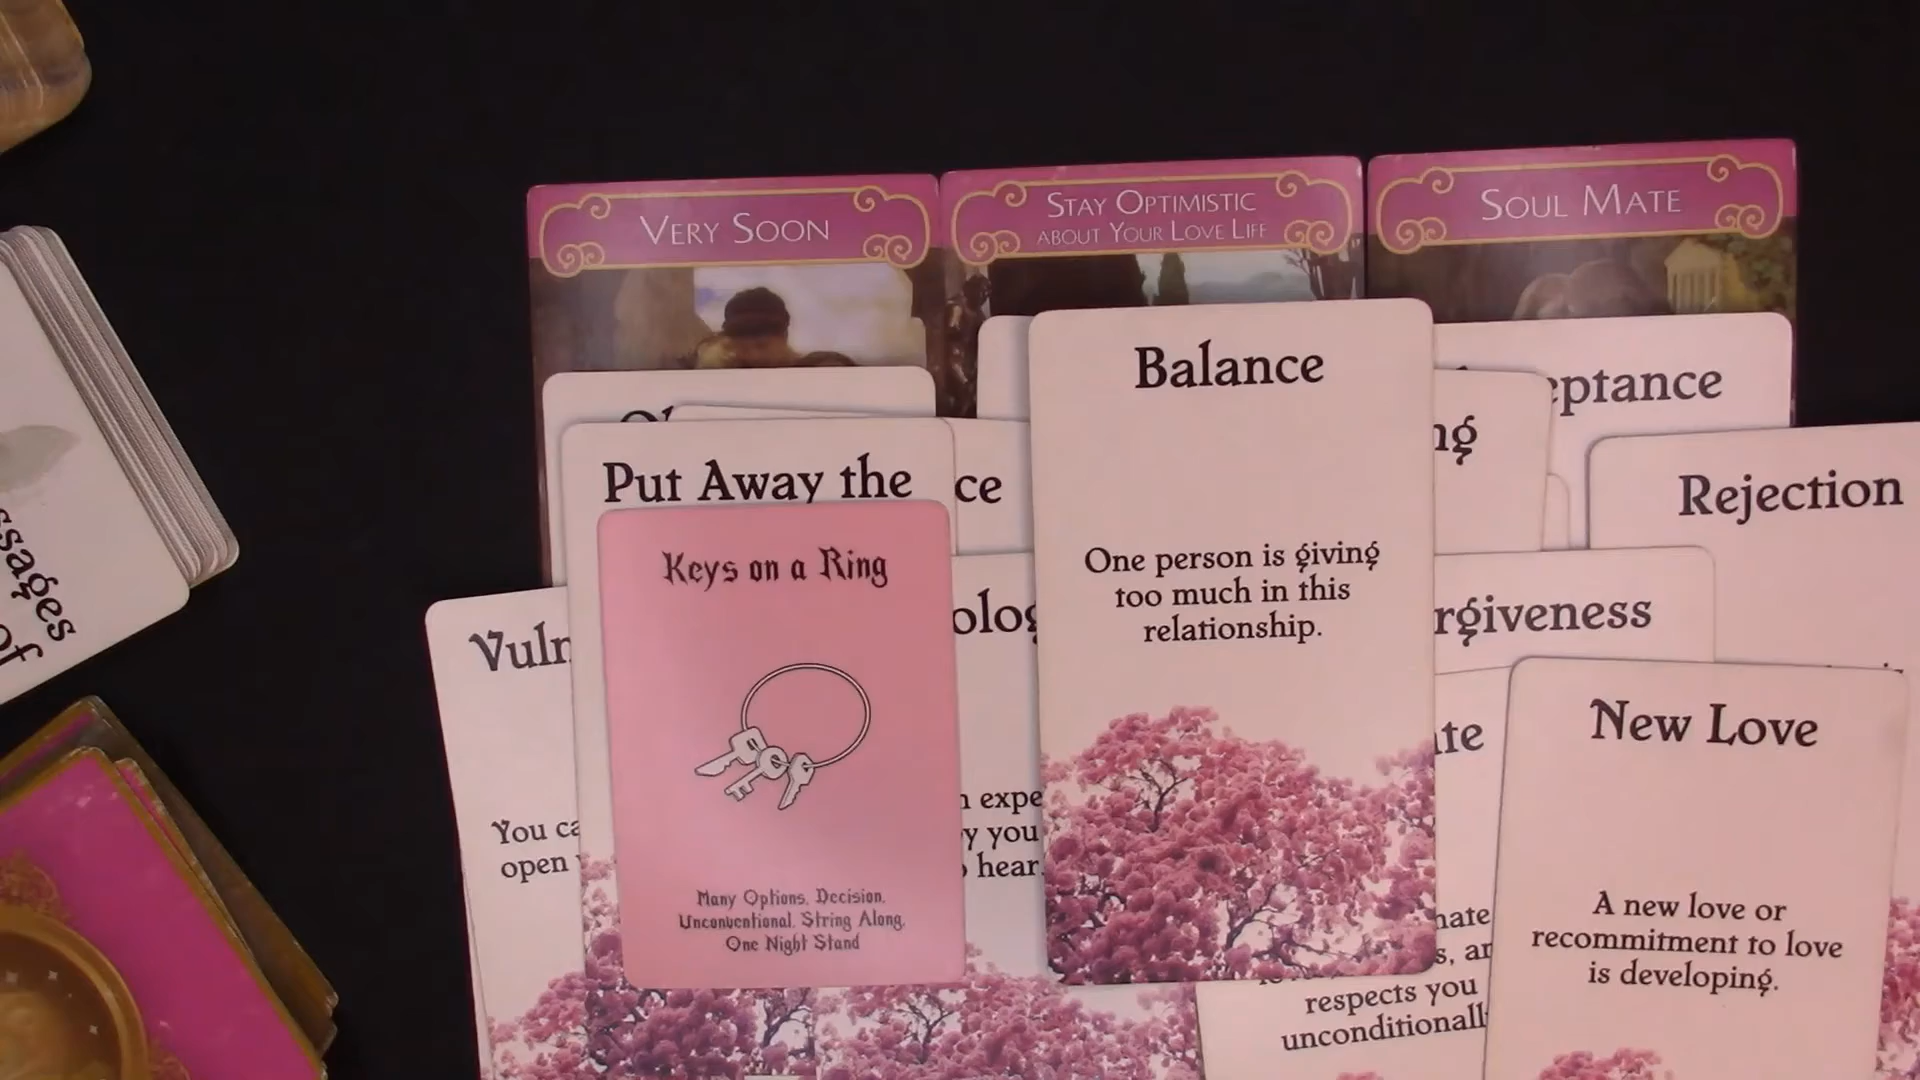 VERY SOON
STAY OPTIMISTIC
ABOUT YOUR LOVE LIFE
SOUL MATE
Balance
One person is giving
too much in this
relationship.
eptance
ng
Rejection
Put Away the
ce
Keys on a Ring
Many Options, Decision,
Unconventional, String Along,
One Night Stand
Vuln
You ca
open
olog
n expe
y you
hear
rgiveness
ate
nate
s, an
respects you
unconditionall
New Love
A new love or
recommitment to love
is developing.
ssages
of